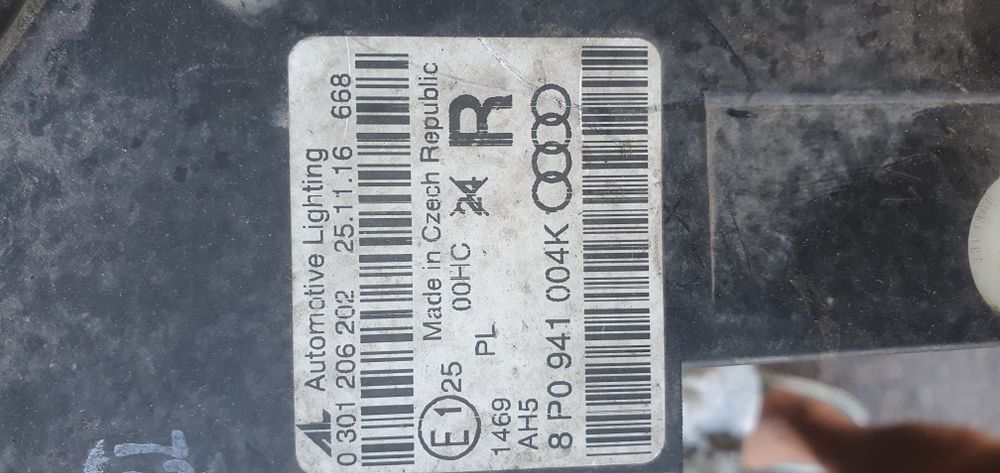 AL Automotive Lighting
0 301 206 202 25.11.16 668
Made in Czech Republic
E1 25 00HC 24 R
1469 PL
AH5
8 P0 941 004K